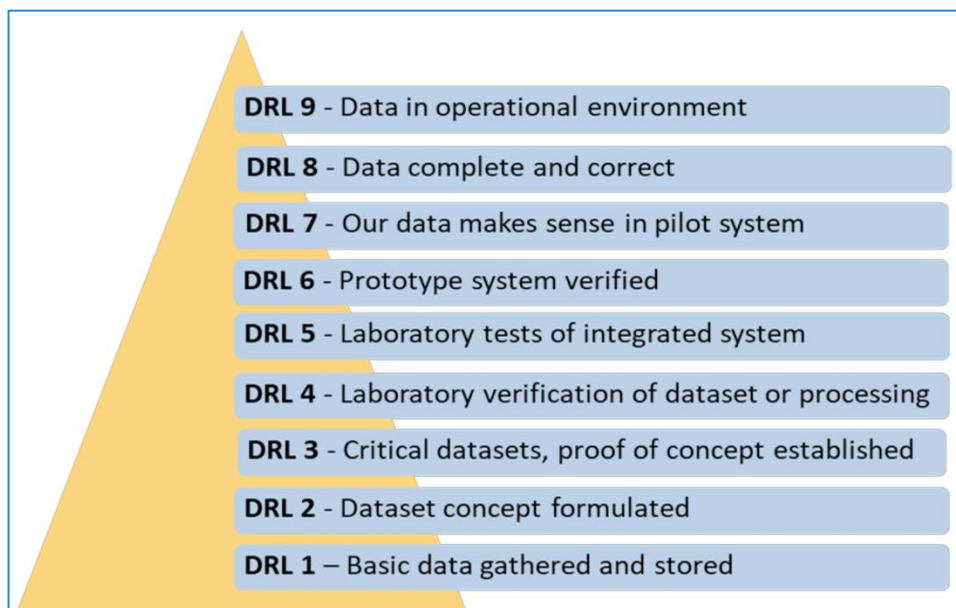 DRL 9 - Data in operational environment
DRL 8 - Data complete and correct
DRL 7 - Our data makes sense in pilot system
DRL 6 - Prototype system verified
DRL 5 - Laboratory tests of integrated system
DRL 4 - Laboratory verification of dataset or processing
DRL 3 - Critical datasets, proof of concept established
DRL 2 - Dataset concept formulated
DRL 1 – Basic data gathered and stored